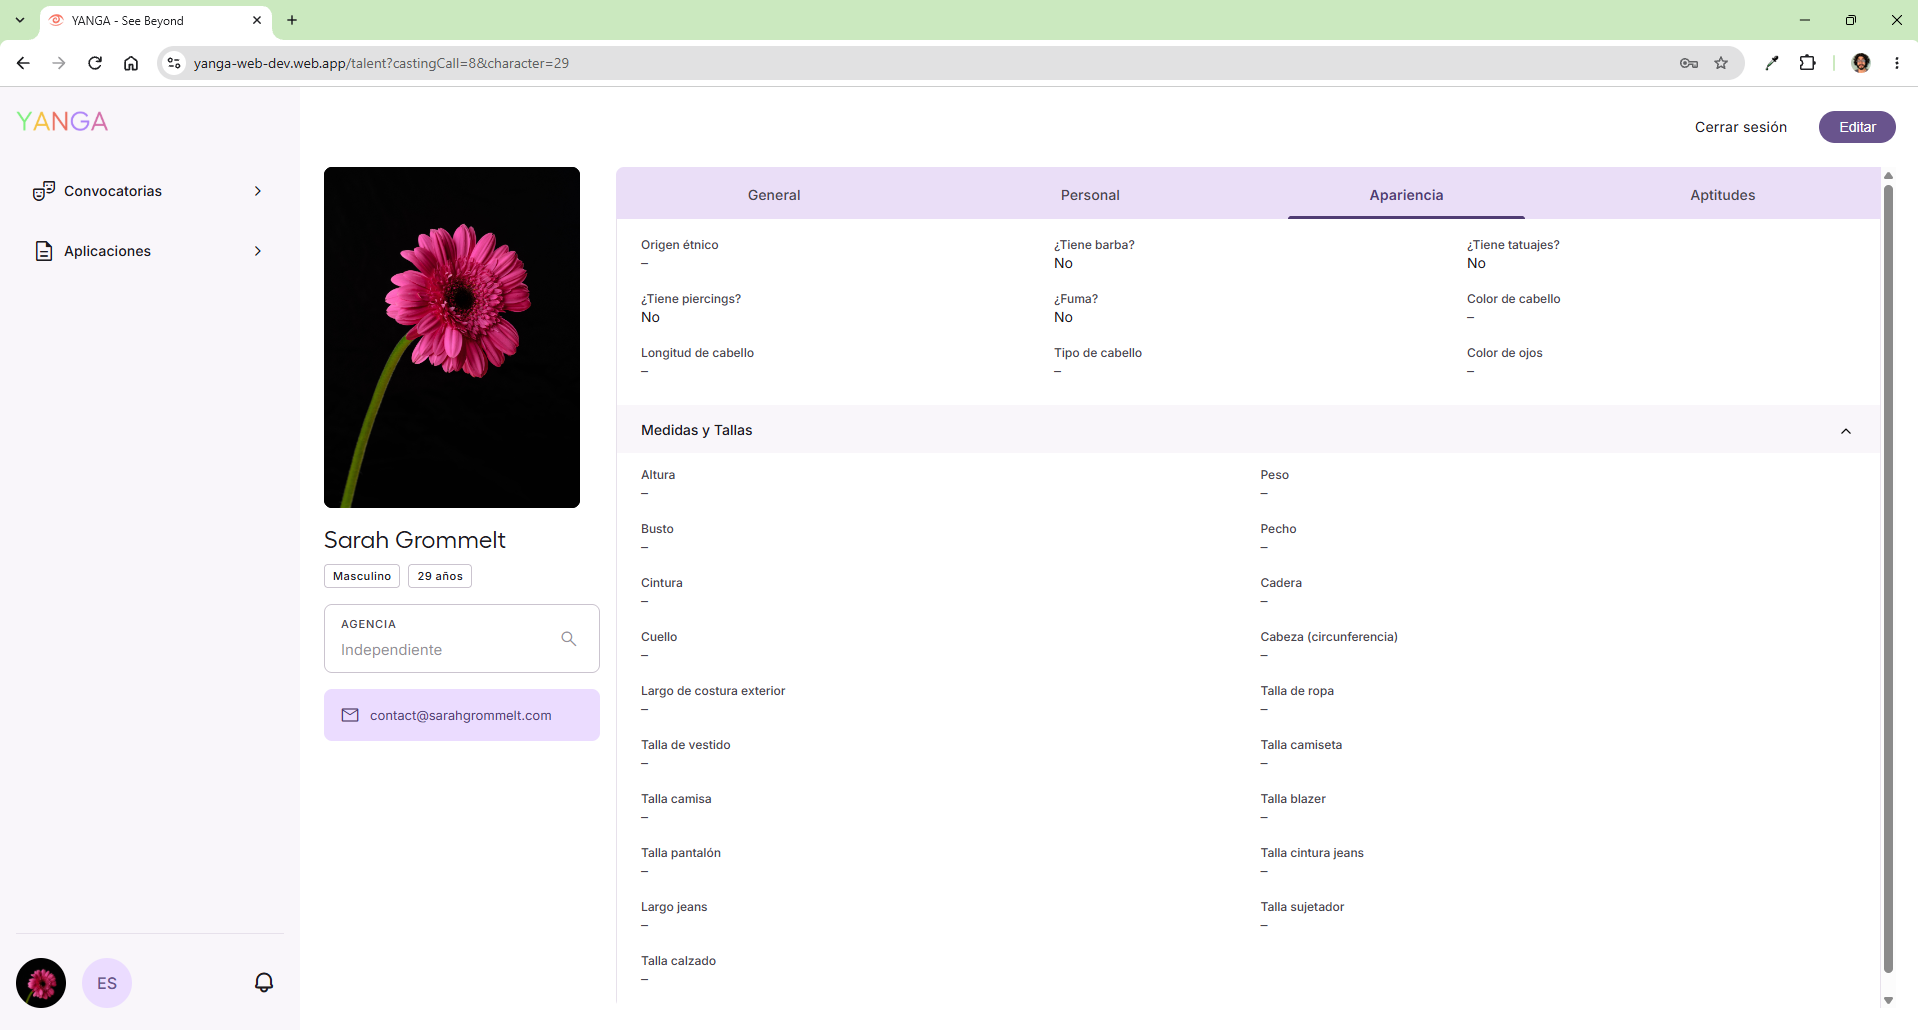 YANGA - See Beyond
yanga-web-dev.web.app/talent?castingCall=8&character=29
YANGA
Cerrar sesión
Editar
Convocatorias
Aplicaciones
ES
Sarah Grommelt
Masculino
29 años
AGENCIA
Independiente
contact@sarahgrommelt.com
General
Personal
Apariencia
Aptitudes
Origen étnico
–
¿Tiene barba?
No
¿Tiene tatuajes?
No
¿Tiene piercings?
No
¿Fuma?
No
Color de cabello
–
Longitud de cabello
–
Tipo de cabello
–
Color de ojos
–
Medidas y Tallas
Altura
–
Peso
–
Busto
–
Pecho
–
Cintura
–
Cadera
–
Cuello
–
Cabeza (circunferencia)
–
Largo de costura exterior
–
Talla de ropa
–
Talla de vestido
–
Talla camiseta
–
Talla camisa
–
Talla blazer
–
Talla pantalón
–
Talla cintura jeans
–
Largo jeans
–
Talla sujetador
–
Talla calzado
–